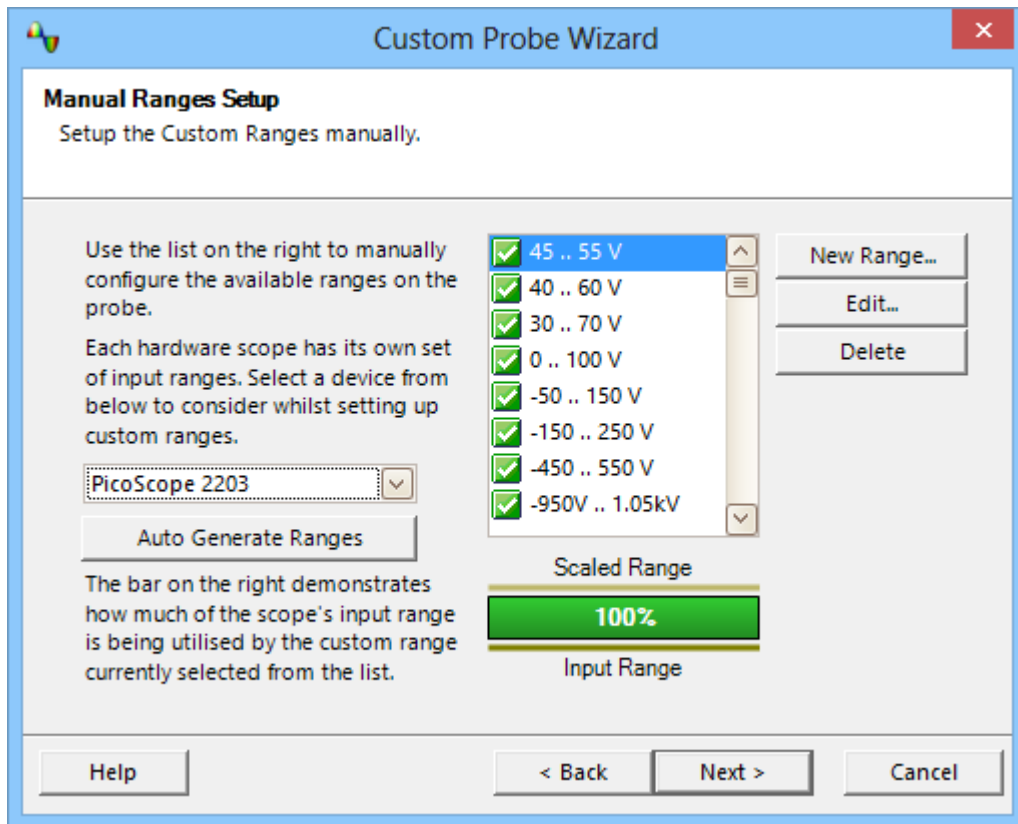 Custom Probe Wizard
Manual Ranges Setup
Setup the Custom Ranges manually.
Use the list on the right to manually
configure the available ranges on the
probe.
Each hardware scope has its own set
of input ranges. Select a device from
below to consider whilst setting up
custom ranges.
PicoScope 2203
Auto Generate Ranges
The bar on the right demonstrates
how much of the scope's input range
is being utilised by the custom range
currently selected from the list.
45 .. 55 V
40 .. 60 V
30 .. 70 V
0 .. 100 V
-50 .. 150 V
-150 .. 250 V
-450 .. 550 V
-950V .. 1.05kV
Scaled Range
100%
Input Range
New Range...
Edit...
Delete
Help
< Back
Next >
Cancel